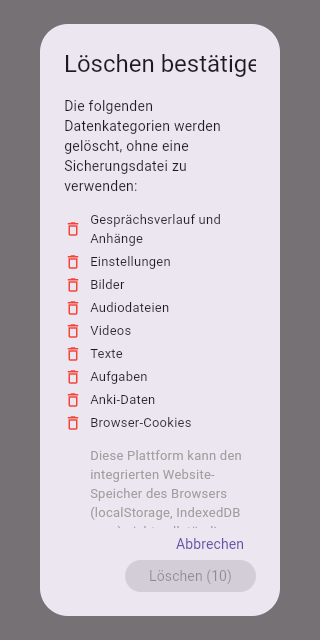 Löschen bestätige
Die folgenden
Datenkategorien werden
gelöscht, ohne eine
Sicherungsdatei zu
verwenden:
Gesprächsverlauf und
Anhänge
Einstellungen
Bilder
Audiodateien
Videos
Texte
Aufgaben
Anki-Daten
Browser-Cookies
Diese Plattform kann den
integrierten Website-
Speicher des Browsers
(localStorage, IndexedDB
Abbrechen
Löschen (10)